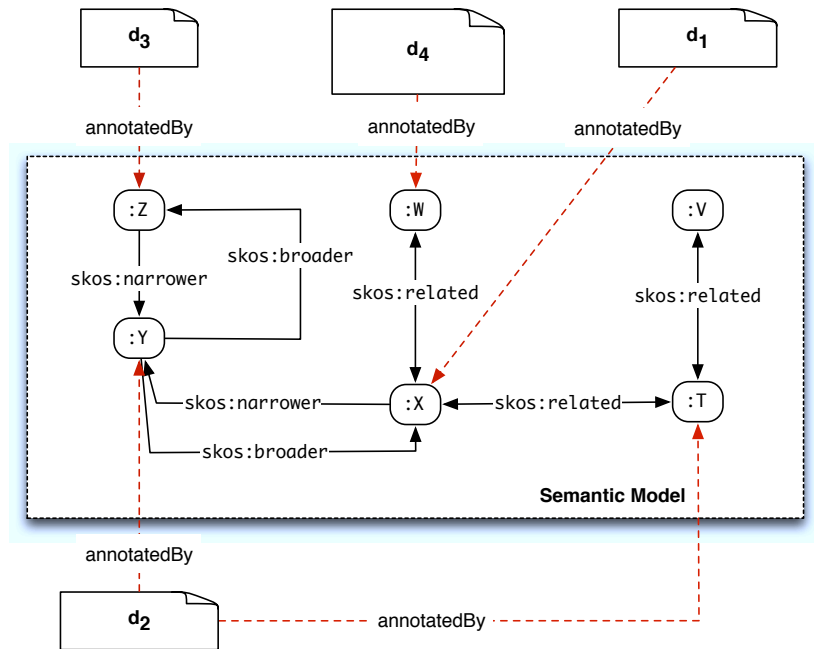 d3
d4
d1
annotatedBy
annotatedBy
annotatedBy
:Z
:W
:V
skos:broader
skos:narrower
skos:related
skos:related
:Y
skos:narrower
:X
skos:related
:T
skos:broader
Semantic Model
annotatedBy
d2
annotatedBy